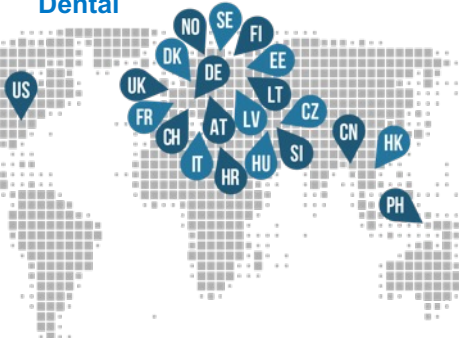 Dental
NO
SE
FI
DK
DE
EE
US
UK
LT
FR
CH
AT
LV
CZ
CN
HK
IT
HR
HU
SI
PH